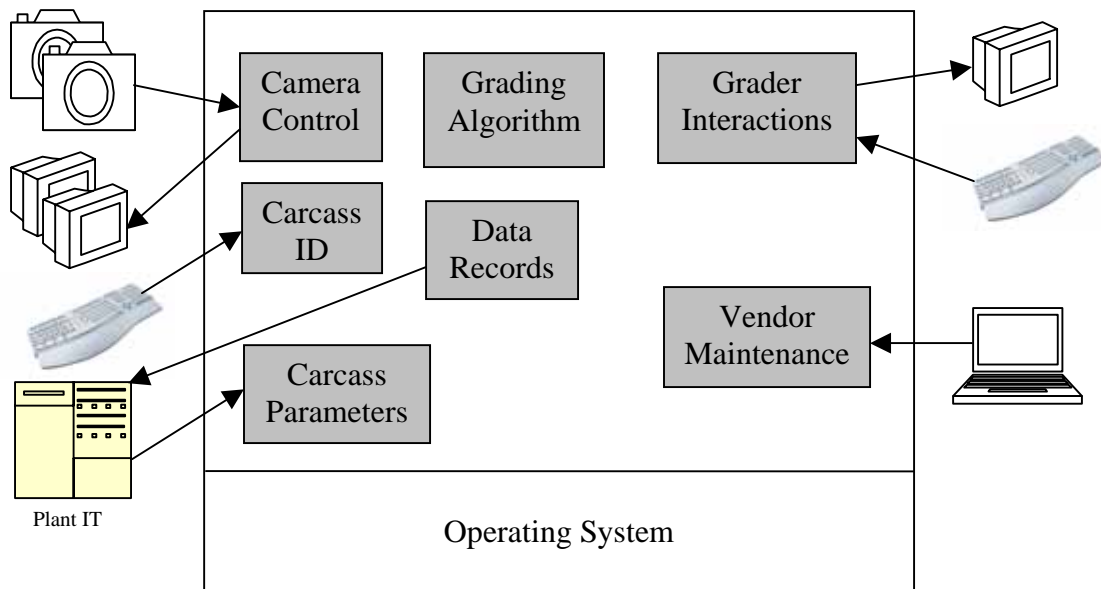 Camera
Control
Grading
Algorithm
Grader
Interactions
Carcass
ID
Data
Records
Vendor
Maintenance
Carcass
Parameters
Plant IT
Operating System